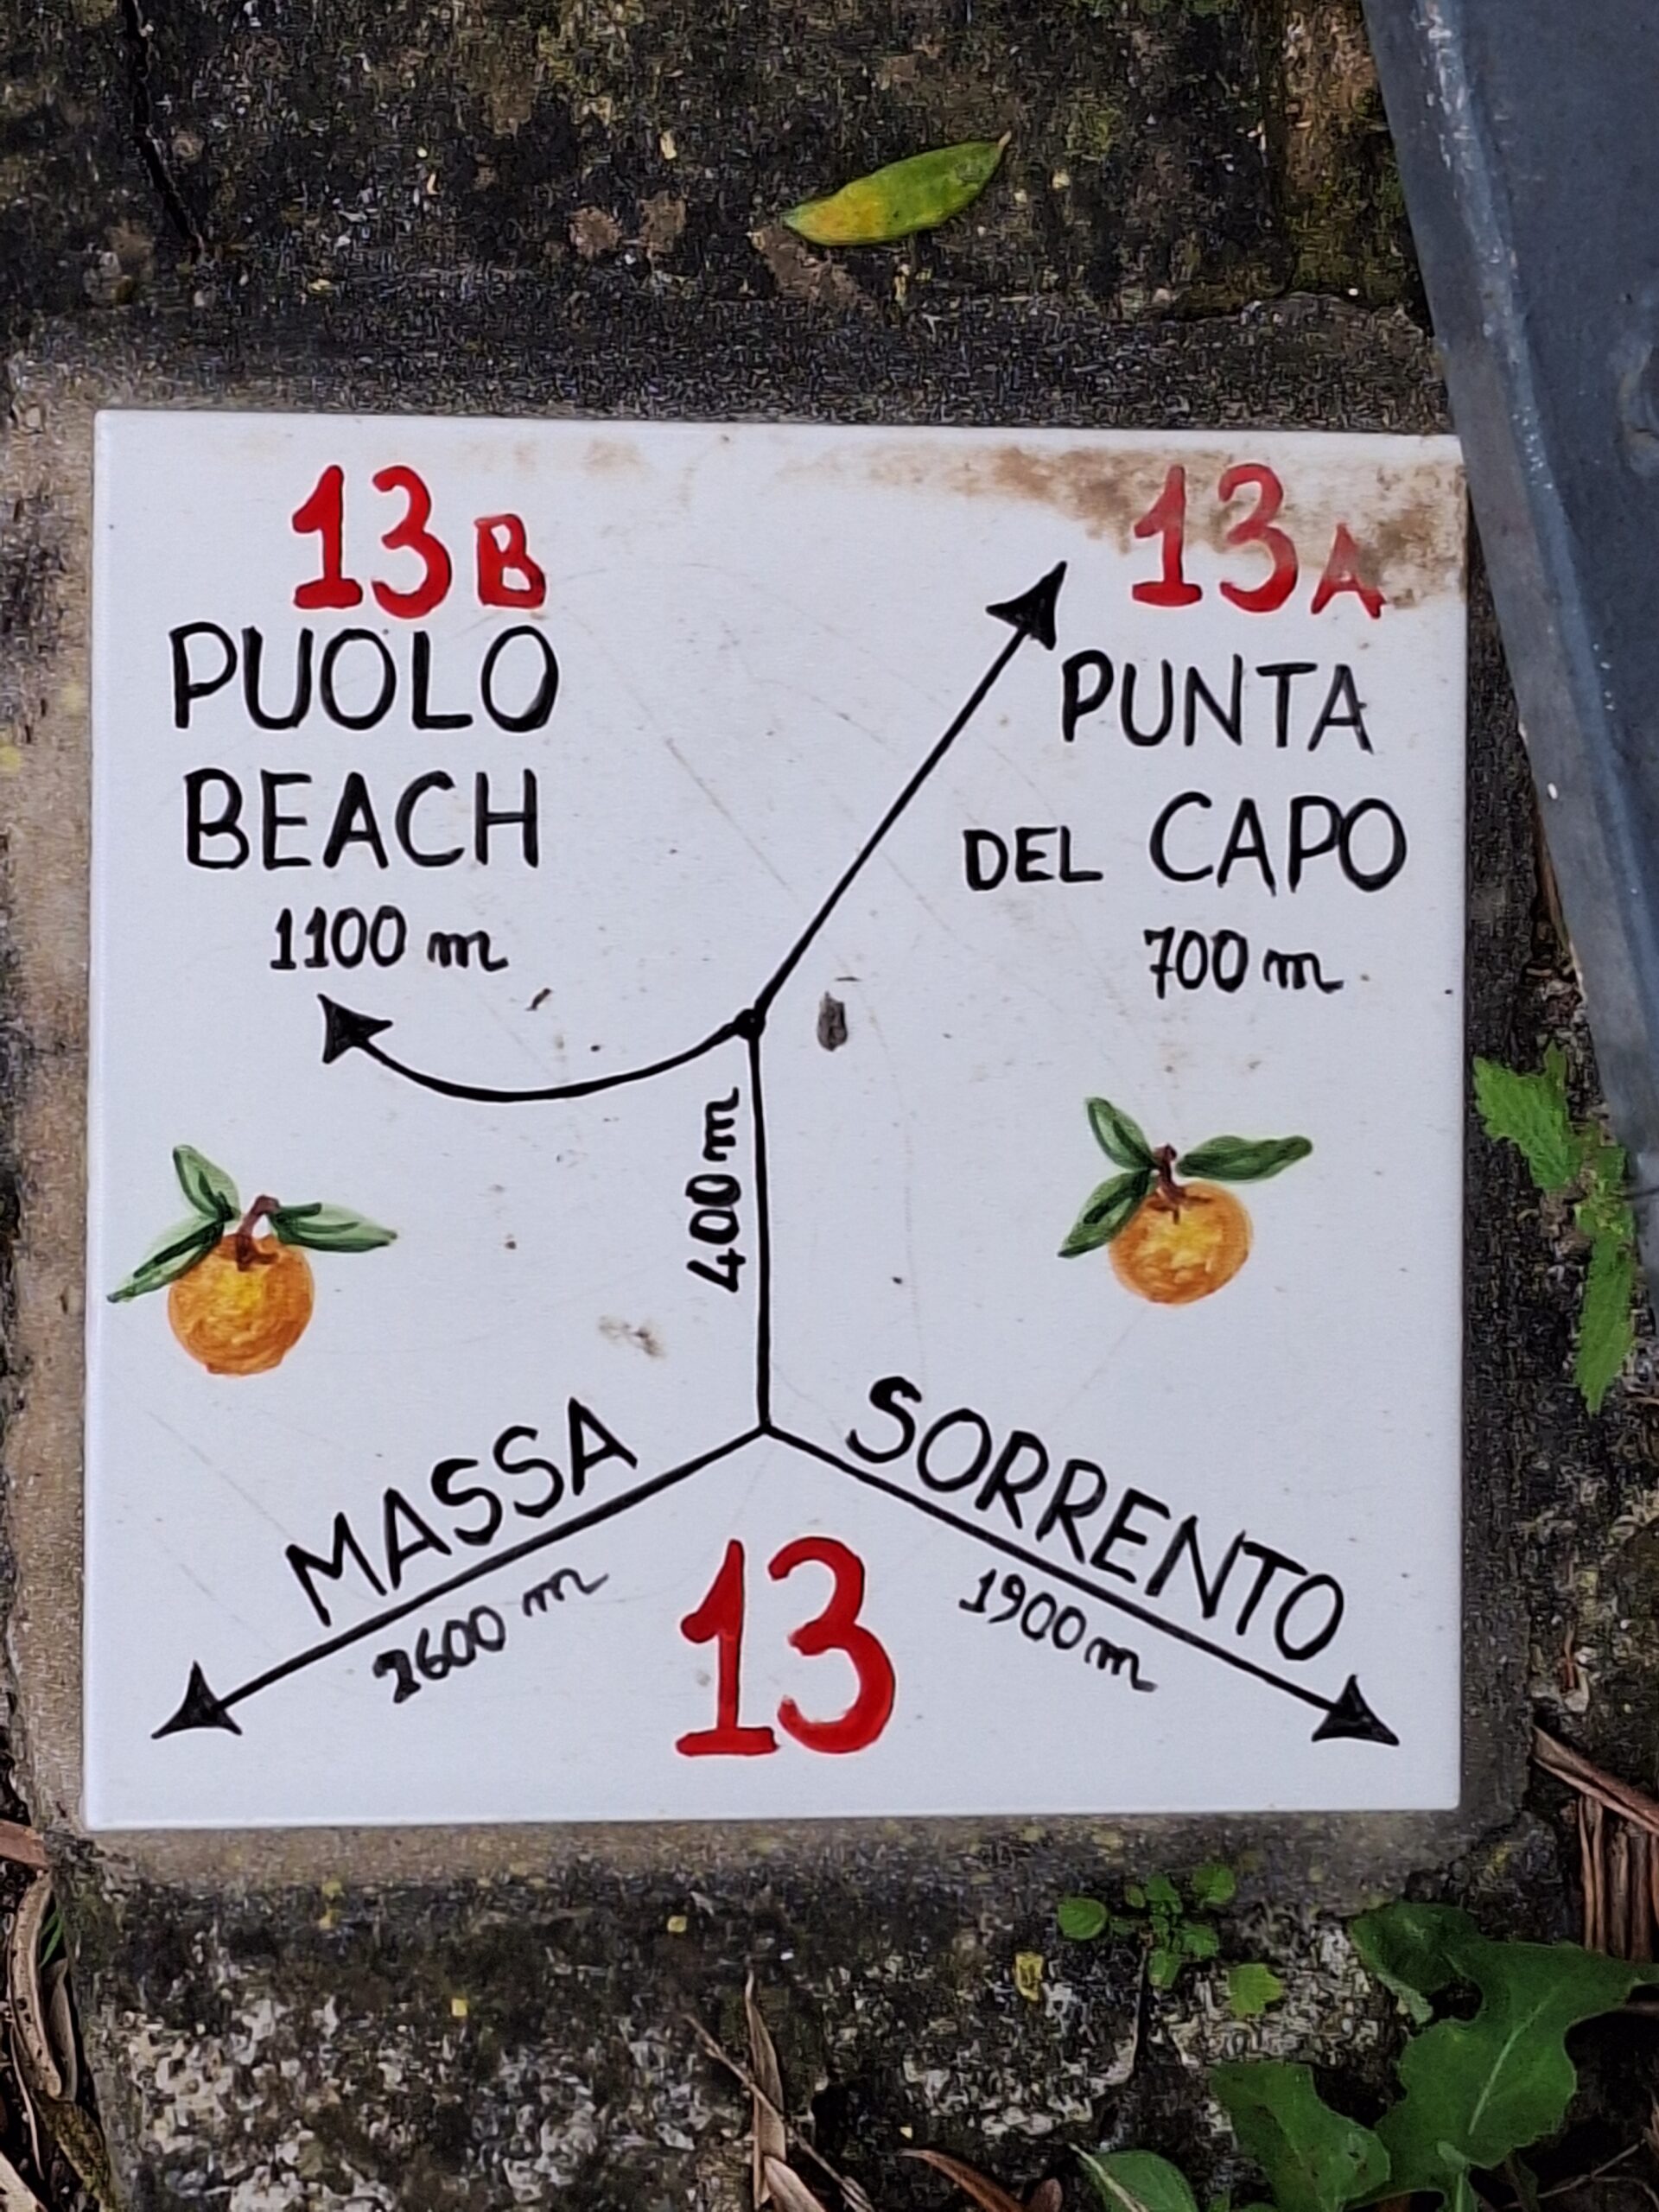 13B
PUOLO
BEACH
1100 m
13A
PUNTA
DEL CAPO
700 m
400 m
MASSA
2600 m
SORRENTO
1900 m
13